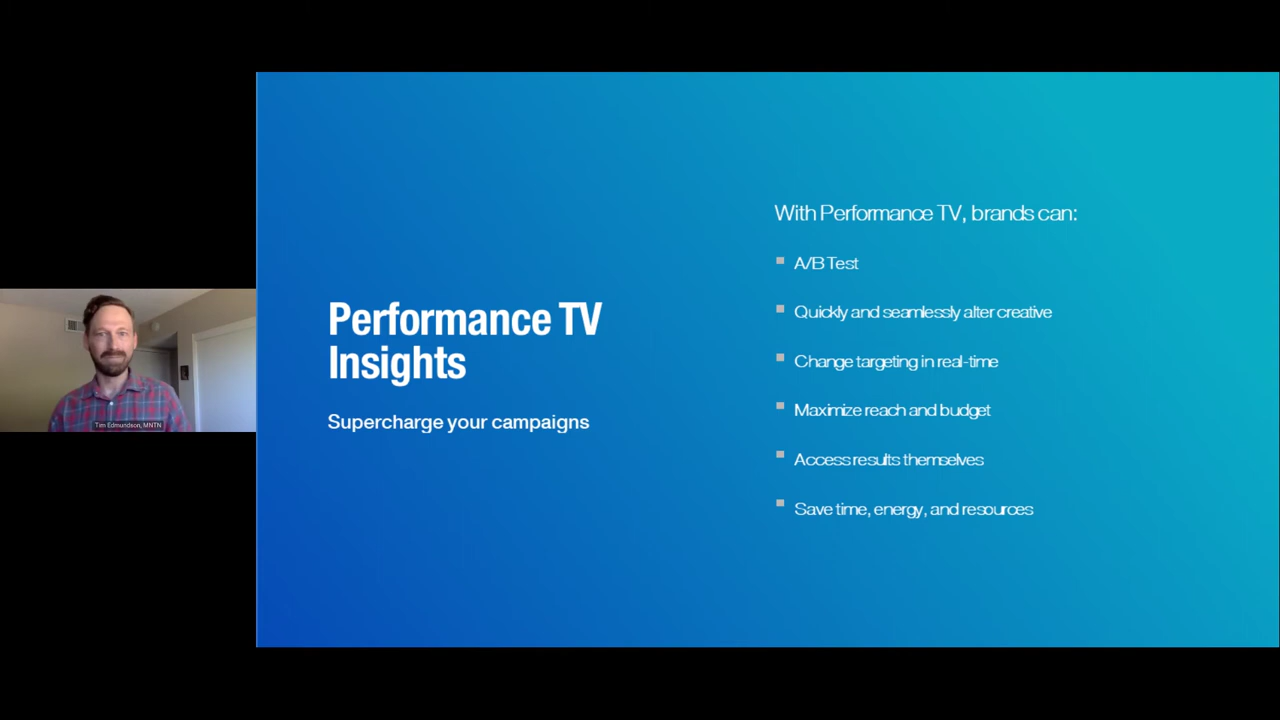 Performance TV
Insights
Supercharge your campaigns
With Performance TV, brands can:
A/B Test
Quickly and seamlessly alter creative
Change targeting in real-time
Maximize reach and budget
Access results themselves
Save time, energy, and resources
Tim Edmundson, MNTN